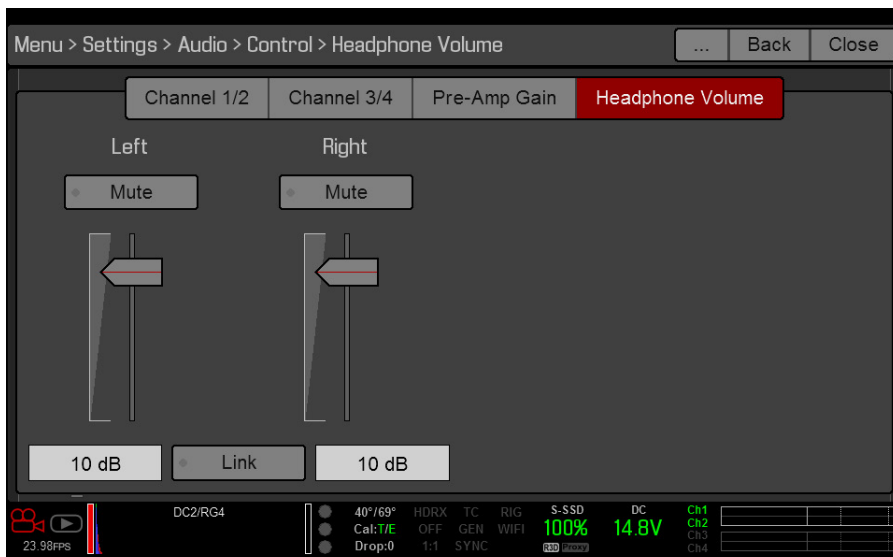 Menu > Settings > Audio > Control > Headphone Volume ... Back Close
Channel 1/2 Channel 3/4 Pre-Amp Gain Headphone Volume
Left Right
Mute Mute
10 dB Link 10 dB
DC2/RG4 40°/69° HDRX TC RIG S-SSD DC Ch1
Cal:T/E OFF GEN WIFI 100% 14.8V Ch2
Ch3
23.98FPS Drop:0 1:1 SYNC R3D Proxy Ch4